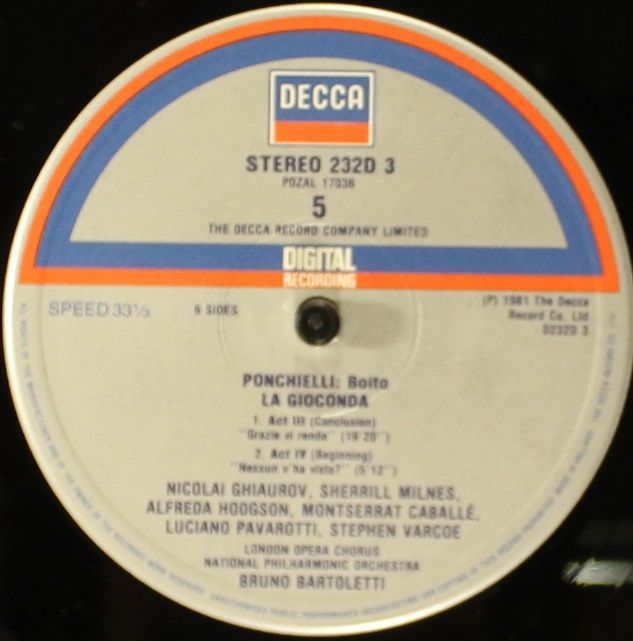 DECCA
STEREO 232D 3
POZAL 17036
5
THE DECCA RECORD COMPANY LIMITED
DIGITAL
RECORDING
SPEED 33⅓
6 SIDES
(P) 1981 The Decca
Record Co. Ltd
D232D 3
PONCHIELLI: Boito
LA GIOCONDA
1. Act III (Conclusion)
"Grazie vi rendo" (19'20")
2. Act IV (Beginning)
"Nessun v'ha visto?" (5'12")
NICOLAI GHIAUROV, SHERRILL MILNES,
ALFREDA HODGSON, MONTSERRAT CABALLÉ,
LUCIANO PAVAROTTI, STEPHEN VARCOE
LONDON OPERA CHORUS
NATIONAL PHILHARMONIC ORCHESTRA
BRUNO BARTOLETTI